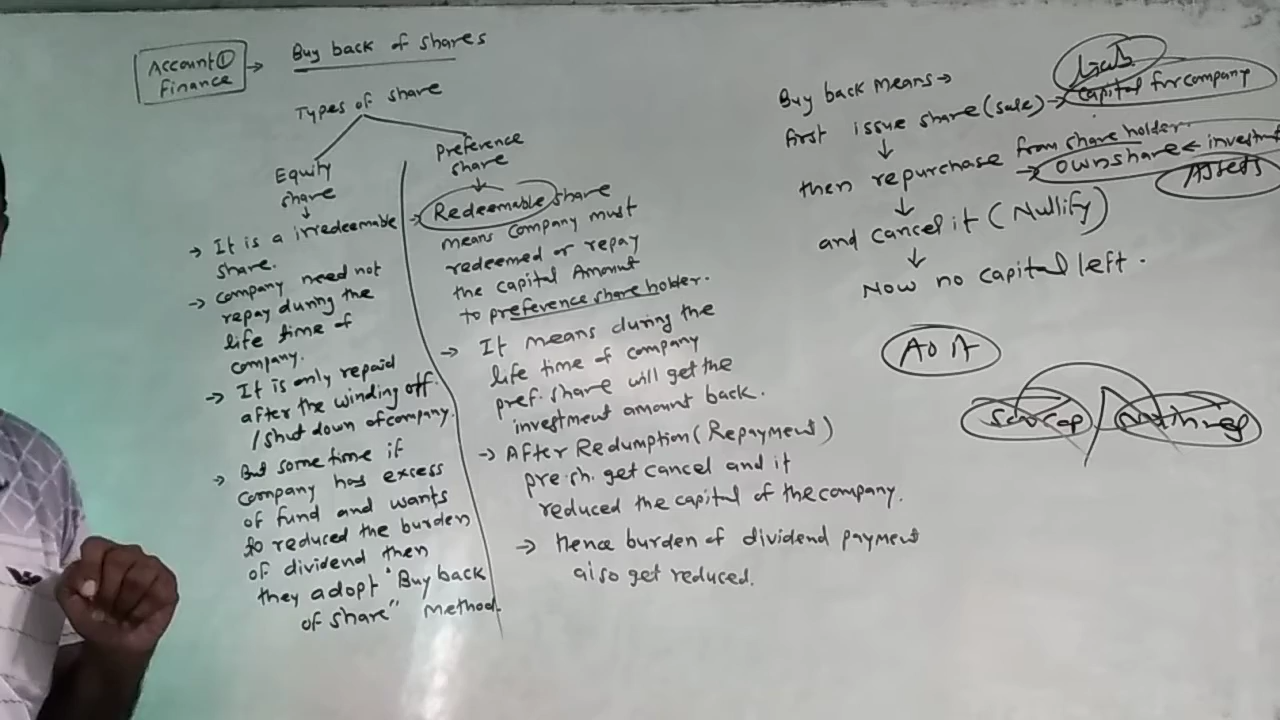 Account ①
Finance
→ Buy back of shares
Types of share
Equity
share
→ It is a irredeemable
share.
→ Company need not
repay during the
life time of
company.
→ It is only repaid
after the winding off.
/ shut down of company.
→ But some time if
company has excess
of fund and wants
to reduced the burden
of dividend then
they adopt "Buy back
of share" method.
Preference
share
→ Redeemable share
means company must
redeemed or repay
the capital Amount
to preference share holder.
→ It means during the
life time of company
pref. share will get the
investment amount back.
→ After Redumption (Repayment)
pre.sh. get cancel and it
reduced the capital of the company.
→ Hence burden of dividend payment
also get reduced.
Buy back means →
first issue share (sale) → capital for company
↓
then repurchase from share holder
→ own share ← investment
Assets
↓
and cancel it (Nullify)
↓
Now no capital left.
AOA